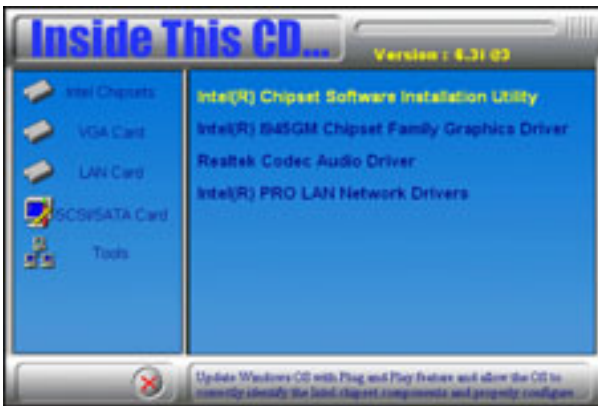 Inside This CD...
Version : 6.31 03
Intel Chipsets
VGA Card
LAN Card
SCSI/SATA Card
Tools
Intel(R) Chipset Software Installation Utility
Intel(R) I945GM Chipset Family Graphics Driver
Realtek Codec Audio Driver
Intel(R) PRO LAN Network Drivers
Update Windows OS with Plug and Play feature and allow the OS to
correctly identify the Intel chipset components and properly configure